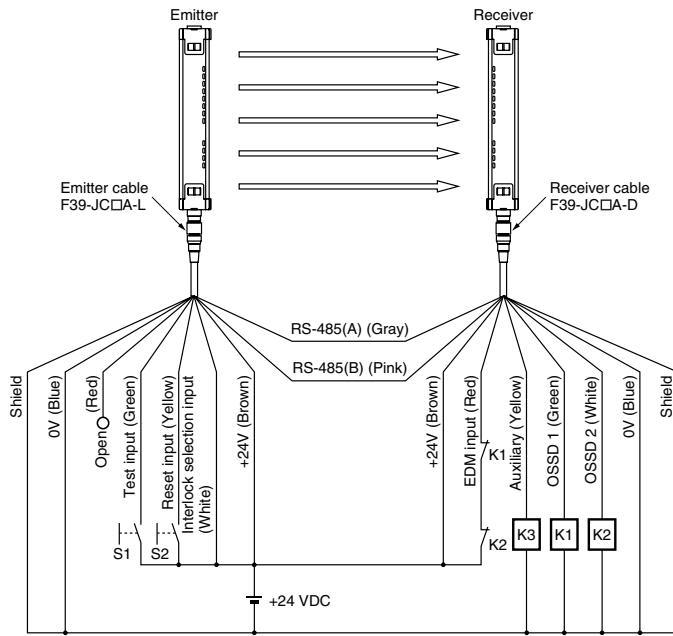 Emitter
Receiver
Emitter cable
F39-JC□A-L
Receiver cable
F39-JC□A-D
RS-485(A) (Gray)
RS-485(B) (Pink)
Shield
0V (Blue)
Open
(Red)
Test input (Green)
Reset input (Yellow)
Interlock selection input
(White)
+24V (Brown)
+24V (Brown)
EDM input (Red)
Auxiliary (Yellow)
OSSD 1 (Green)
OSSD 2 (White)
0V (Blue)
Shield
K1
S1
S2
K2
K3
K1
K2
+24 VDC